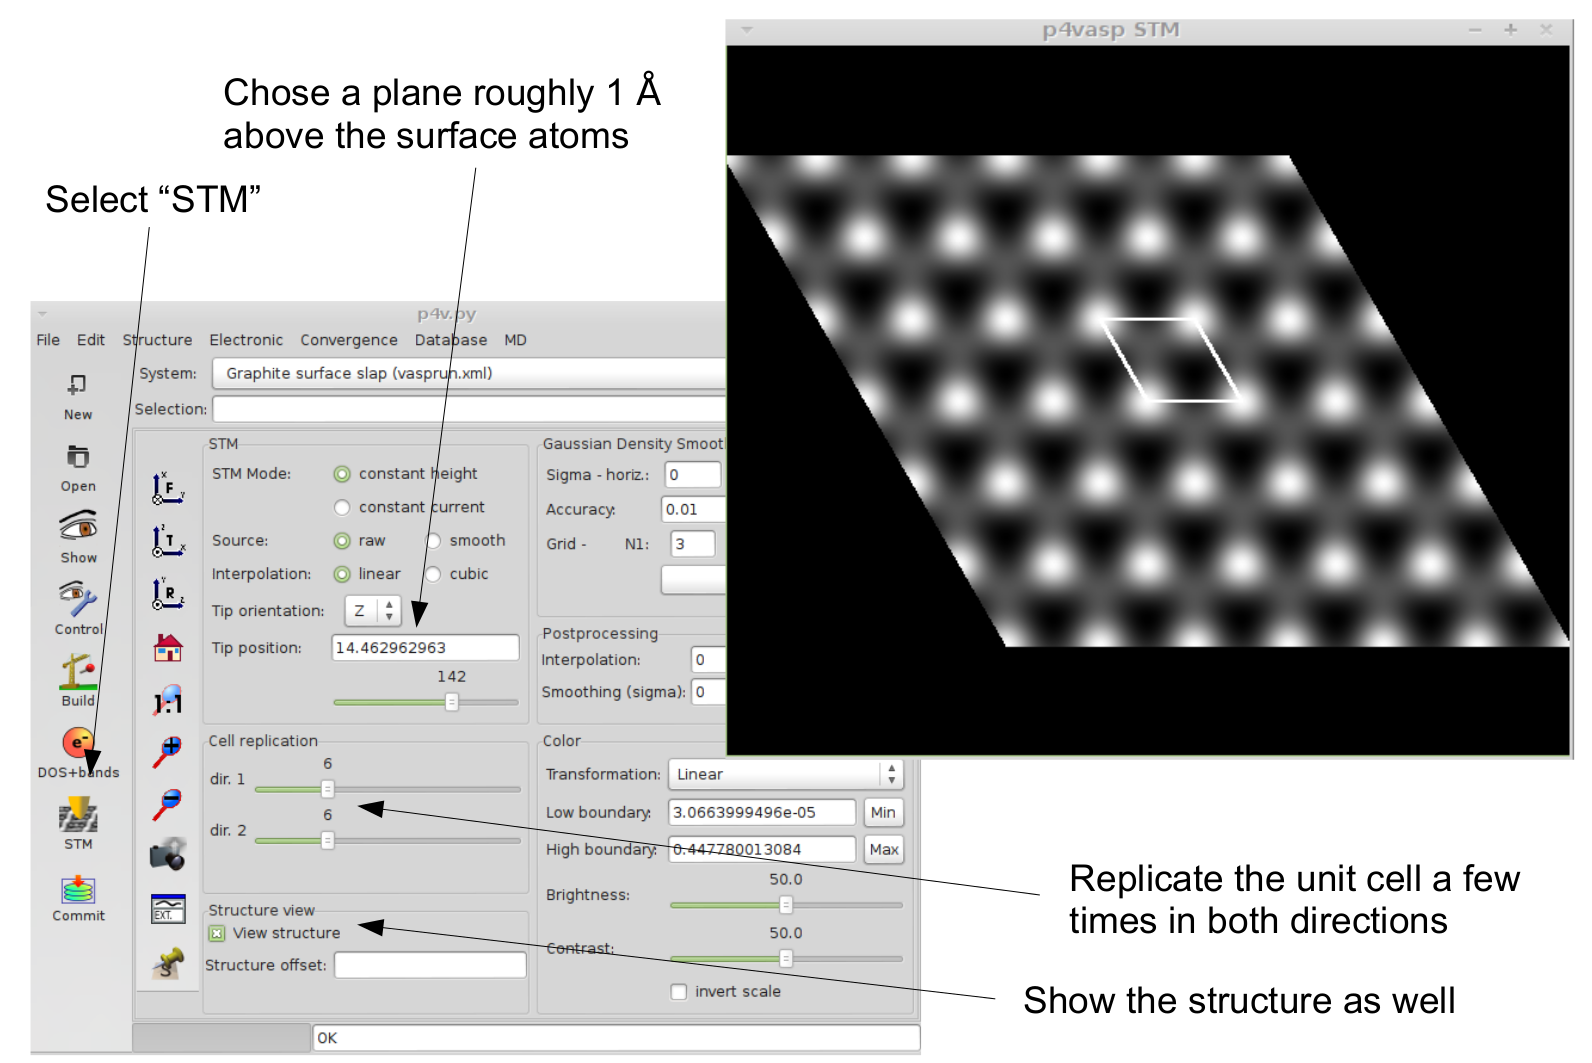 p4vasp STM
Chose a plane roughly 1 Å
above the surface atoms
Select “STM”
p4v.py
File Edit Structure Electronic Convergence Database MD
System: Graphite surface slap (vasprun.xml)
Selection:
New
Open
Show
Control
Build
DOS+bands
STM
Commit
X F Y
Z T X
Y R Z
1:1
EXT.
S
STM
STM Mode: constant height
constant current
Source: raw smooth
Interpolation: linear cubic
Tip orientation: Z
Tip position: 14.462962963
142
Cell replication
6
dir. 1
6
dir. 2
Structure view
View structure
Structure offset:
Gaussian Density Smoot
Sigma - horiz.: 0
Accuracy: 0.01
Grid - N1: 3
Postprocessing
Interpolation: 0
Smoothing (sigma): 0
Color
Transformation: Linear
Low boundary: 3.0663999496e-05 Min
High boundary: 0.447780013084 Max
50.0
Brightness:
50.0
Contrast:
invert scale
OK
Replicate the unit cell a few
times in both directions
Show the structure as well